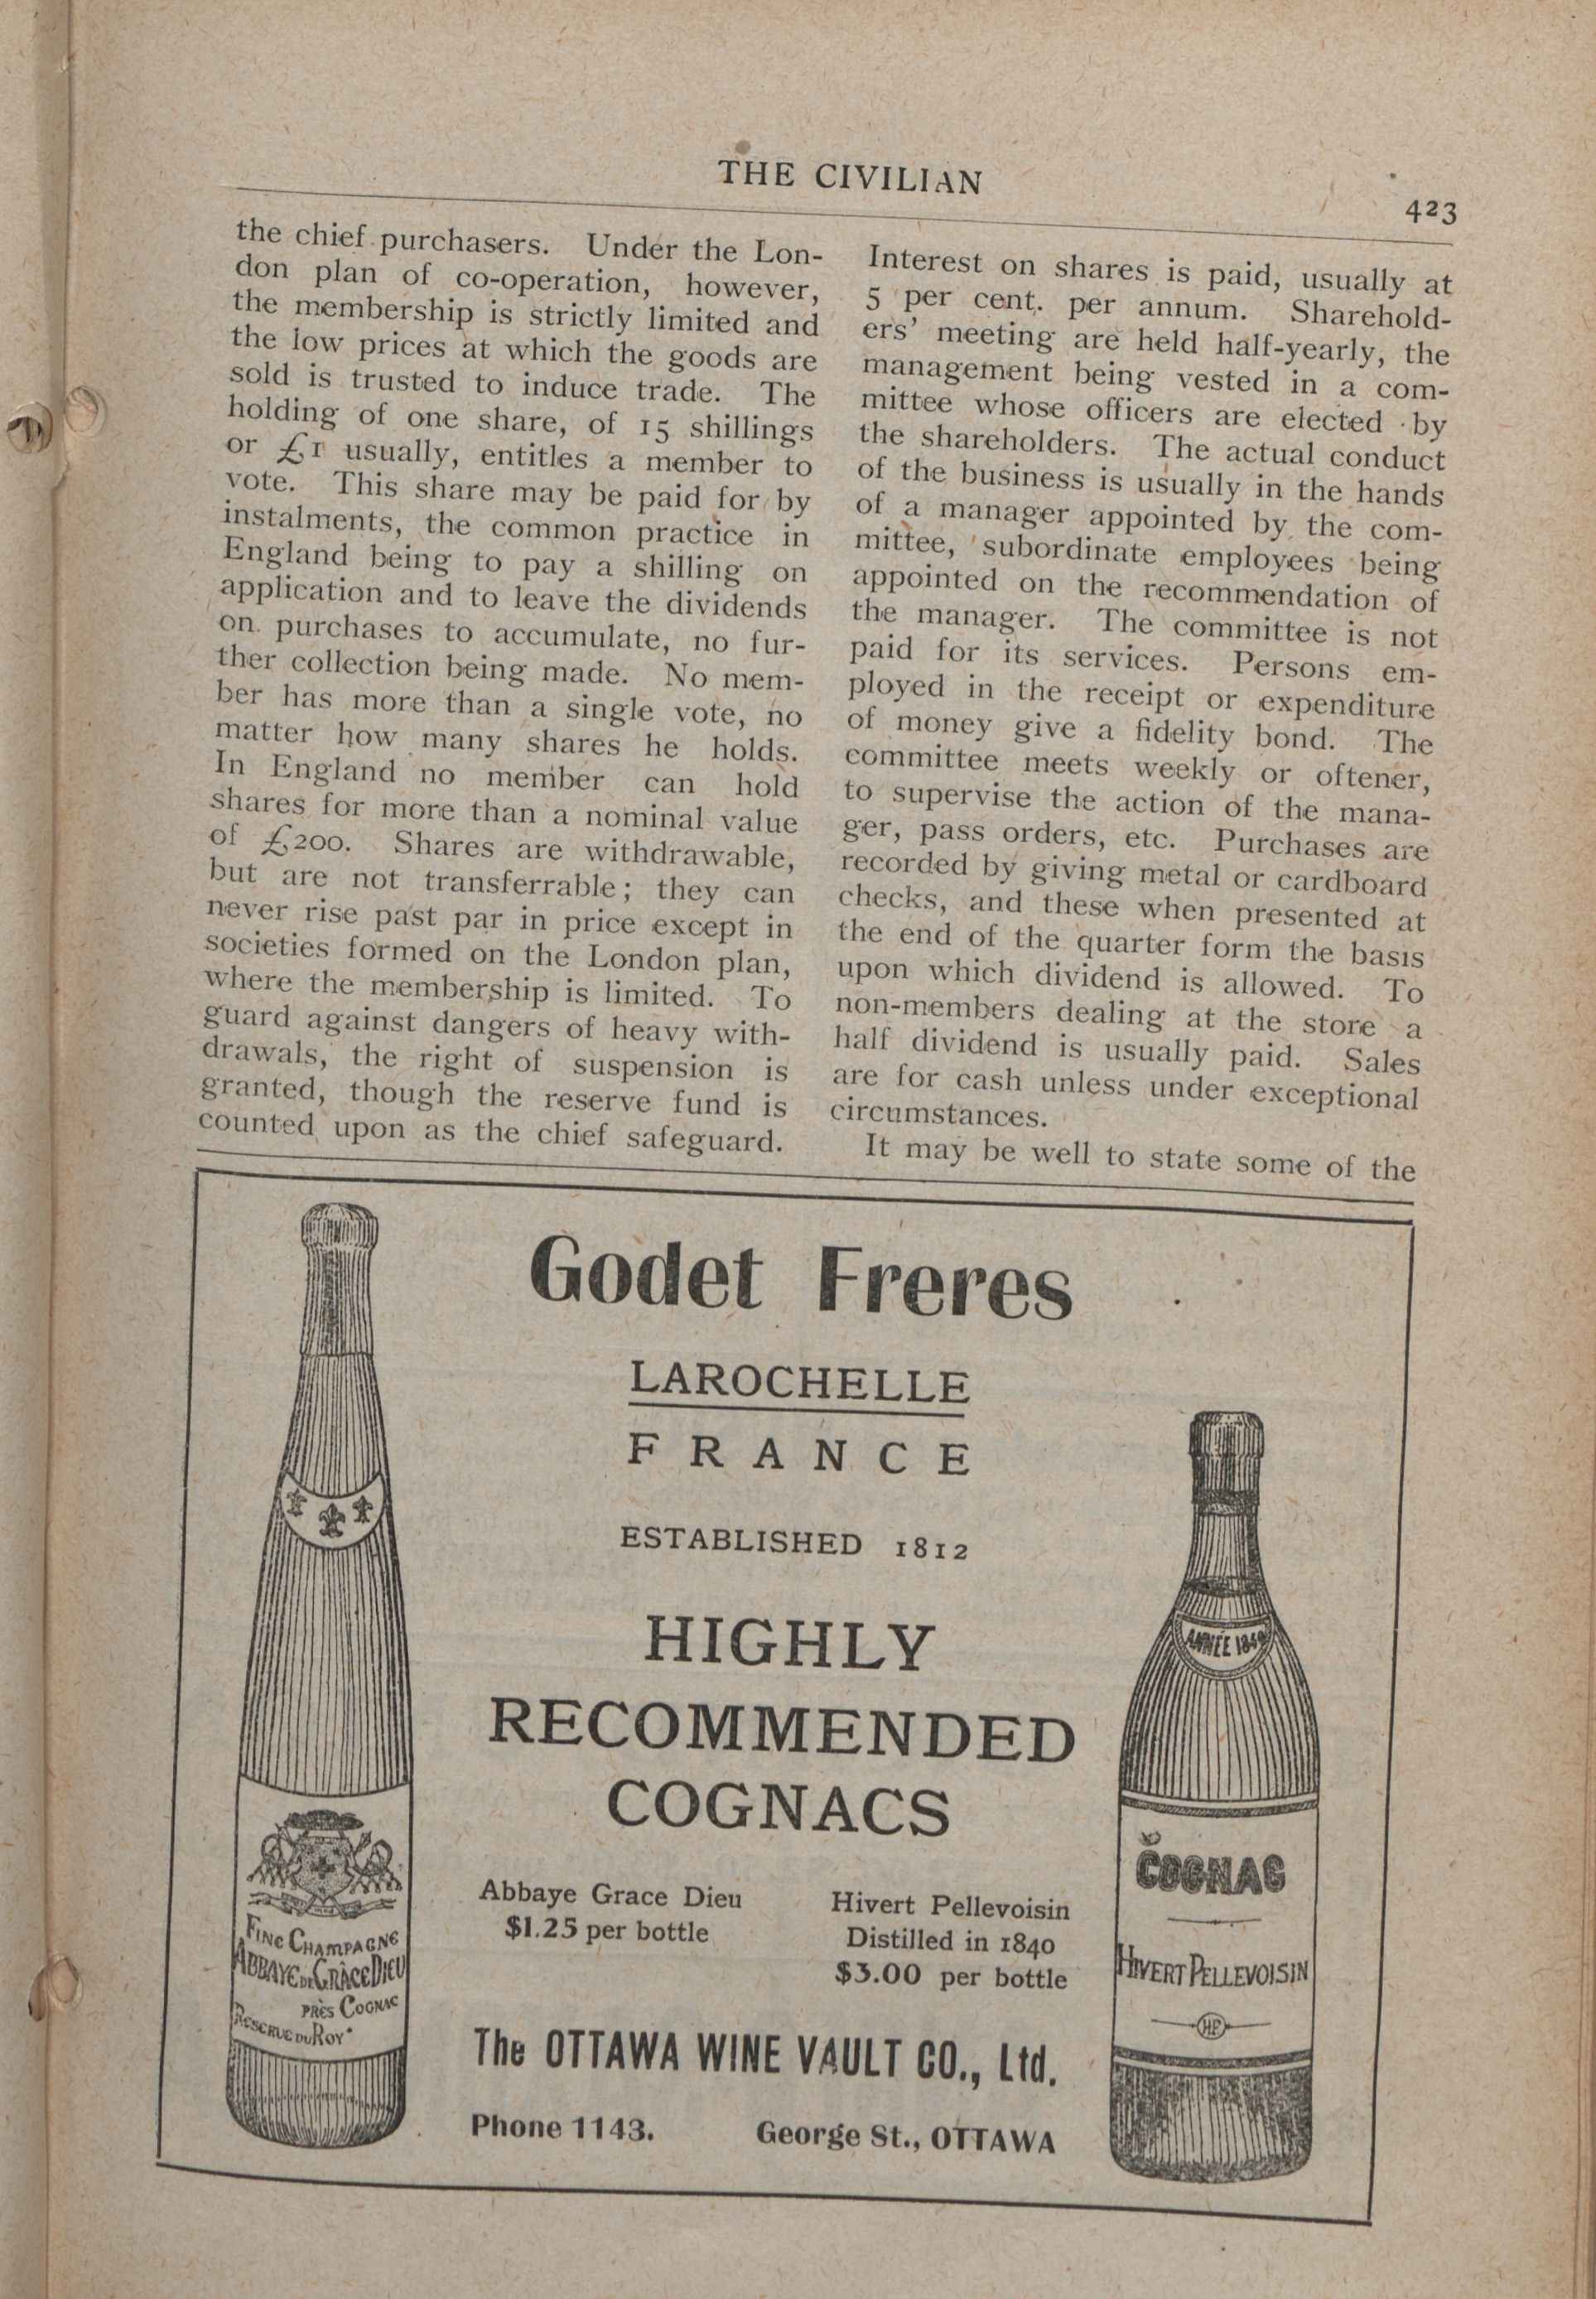 THE CIVILIAN
423
the chief purchasers. Under the Lon-
don plan of co-operation, however,
the membership is strictly limited and
the low prices at which the goods are
sold is trusted to induce trade. The
holding of one share, of 15 shillings
or £1 usually, entitles a member to
vote. This share may be paid for by
instalments, the common practice in
England being to pay a shilling on
application and to leave the dividends
on purchases to accumulate, no fur-
ther collection being made. No mem-
ber has more than a single vote, no
matter how many shares he holds.
In England no member can hold
shares for more than a nominal value
of £200. Shares are withdrawable,
but are not transferrable; they can
never rise past par in price except in
societies formed on the London plan,
where the membership is limited. To
guard against dangers of heavy with-
drawals, the right of suspension is
granted, though the reserve fund is
counted upon as the chief safeguard.
Interest on shares is paid, usually at
5 per cent. per annum. Sharehold-
ers' meeting are held half-yearly, the
management being vested in a com-
mittee whose officers are elected by
the shareholders. The actual conduct
of the business is usually in the hands
of a manager appointed by the com-
mittee, subordinate employees being
appointed on the recommendation of
the manager. The committee is not
paid for its services. Persons em-
ployed in the receipt or expenditure
of money give a fidelity bond. The
committee meets weekly or oftener,
to supervise the action of the mana-
ger, pass orders, etc. Purchases are
recorded by giving metal or cardboard
checks, and these when presented at
the end of the quarter form the basis
upon which dividend is allowed. To
non-members dealing at the store a
half dividend is usually paid. Sales
are for cash unless under exceptional
circumstances.
It may be well to state some of the
Godet Freres
LAROCHELLE
FRANCE
ESTABLISHED 1812
HIGHLY
RECOMMENDED
COGNACS
Abbaye Grace Dieu
$1.25 per bottle
Hivert Pellevoisin
Distilled in 1840
$3.00 per bottle
The OTTAWA WINE VAULT CO., Ltd.
Phone 1143. George St., OTTAWA
FINE CHAMPAGNE
ABBAYE DE GRÂCE DIEU
PRÈS COGNAC
RESERVE DU ROY
ANNÉE 1840
COGNAC
HIVERT PELLEVOISIN
HP